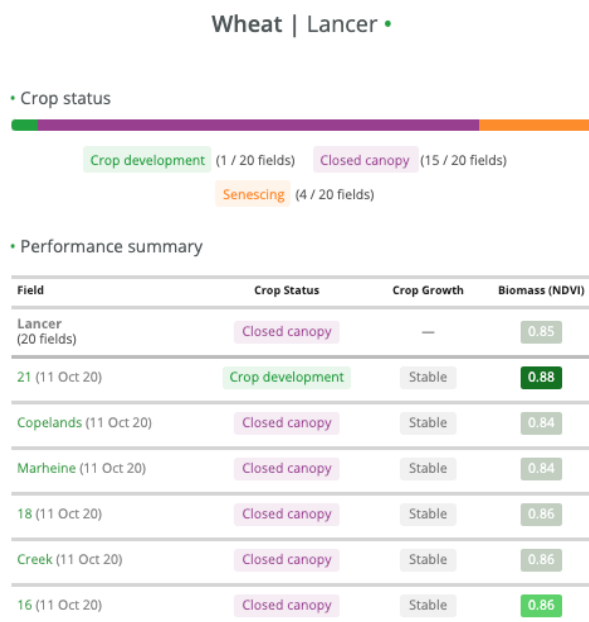 Wheat | Lancer •
• Crop status
Crop development (1 / 20 fields) Closed canopy (15 / 20 fields)
Senescing (4 / 20 fields)
• Performance summary
Field Crop Status Crop Growth Biomass (NDVI)
Lancer
(20 fields) Closed canopy — 0.85
21 (11 Oct 20) Crop development Stable 0.88
Copelands (11 Oct 20) Closed canopy Stable 0.84
Marheine (11 Oct 20) Closed canopy Stable 0.84
18 (11 Oct 20) Closed canopy Stable 0.86
Creek (11 Oct 20) Closed canopy Stable 0.86
16 (11 Oct 20) Closed canopy Stable 0.86